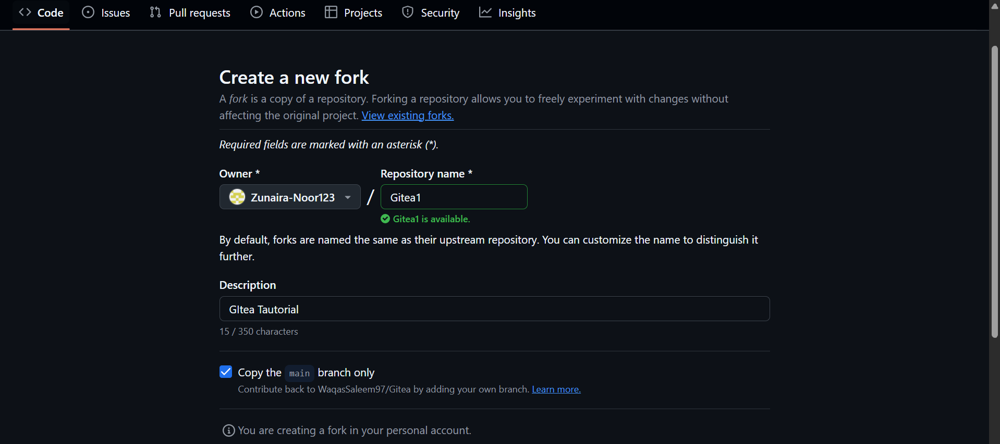 Code Issues Pull requests Actions Projects Security Insights
Create a new fork
A fork is a copy of a repository. Forking a repository allows you to freely experiment with changes without
affecting the original project. View existing forks.
Required fields are marked with an asterisk (*).
Owner * Repository name *
Zunaira-Noor123 / Gitea1
Gitea1 is available.
By default, forks are named the same as their upstream repository. You can customize the name to distinguish it
further.
Description
GItea Tautorial
15 / 350 characters
Copy the main branch only
Contribute back to WaqasSaleem97/Gitea by adding your own branch. Learn more.
You are creating a fork in your personal account.